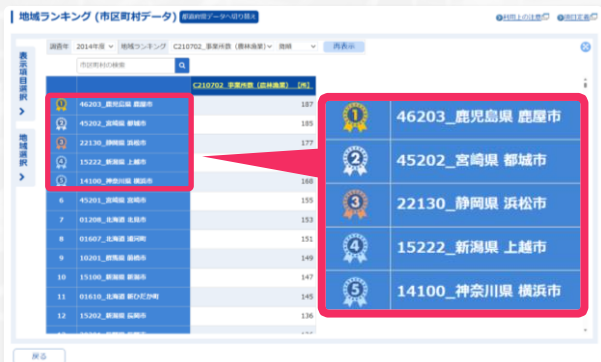 地域ランキング (市区町村データ) 都道府県データへ切り替え
利用上の注意 項目定義
調査年 2014年度 地域ランキング C210702_事業所数（農林漁業） 降順 再表示
表示項目選択
市区町村の検索
C210702_事業所数（農林漁業） [所]
1 46203_鹿児島県 鹿屋市 187
2 45202_宮崎県 都城市 185
3 22130_静岡県 浜松市 177
4 15222_新潟県 上越市
5 14100_神奈川県 横浜市 168
6 45201_宮崎県 宮崎市 155
7 01208_北海道 北見市 153
8 01607_北海道 浦河町 151
9 10201_群馬県 前橋市 149
10 15100_新潟県 新潟市 147
11 01610_北海道 新ひだか町 145
12 15202_新潟県 長岡市 136
地域選択
1 46203_鹿児島県 鹿屋市
2 45202_宮崎県 都城市
3 22130_静岡県 浜松市
4 15222_新潟県 上越市
5 14100_神奈川県 横浜市
戻る